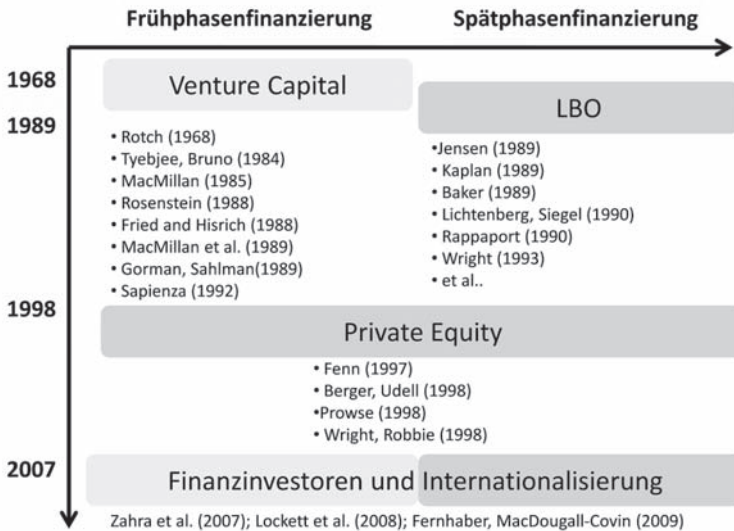 Frühphasenfinanzierung
Spätphasenfinanzierung
1968
Venture Capital
LBO
1989
• Rotch (1968)
• Tyebjee, Bruno (1984)
• MacMillan (1985)
• Rosenstein (1988)
• Fried and Hisrich (1988)
• MacMillan et al. (1989)
• Gorman, Sahlman(1989)
• Sapienza (1992)
•Jensen (1989)
• Kaplan (1989)
• Baker (1989)
• Lichtenberg, Siegel (1990)
• Rappaport (1990)
• Wright (1993)
• et al..
1998
Private Equity
• Fenn (1997)
• Berger, Udell (1998)
•Prowse (1998)
• Wright, Robbie (1998)
2007
Finanzinvestoren und Internationalisierung
Zahra et al. (2007); Lockett et al. (2008); Fernhaber, MacDougall-Covin (2009)